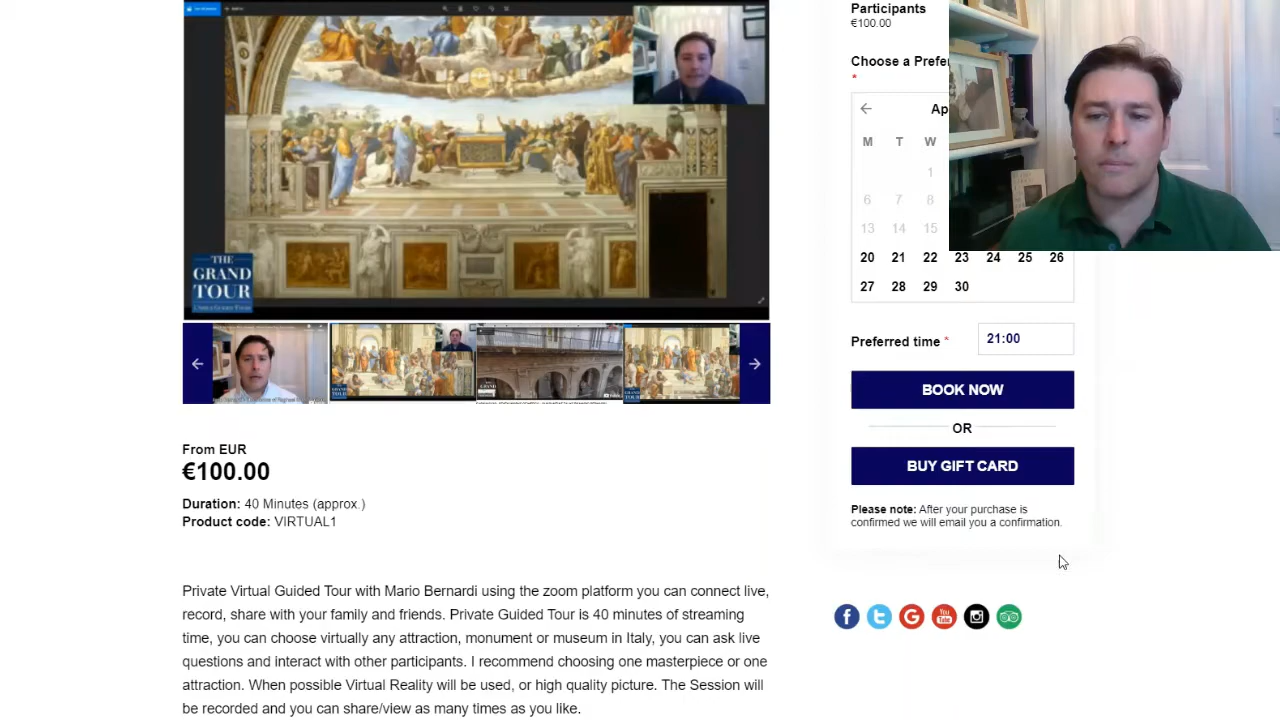 Participants
€100.00
Choose a Prefe
*
Ap
M T W
1
6 7 8
13 14 15
20 21 22 23 24 25 26
27 28 29 30
Preferred time * 21:00
BOOK NOW
OR
BUY GIFT CARD
Please note: After your purchase is
confirmed we will email you a confirmation.
THE
GRAND
TOUR
From EUR
€100.00
Duration: 40 Minutes (approx.)
Product code: VIRTUAL1
Private Virtual Guided Tour with Mario Bernardi using the zoom platform you can connect live,
record, share with your family and friends. Private Guided Tour is 40 minutes of streaming
time, you can choose virtually any attraction, monument or museum in Italy, you can ask live
questions and interact with other participants. I recommend choosing one masterpiece or one
attraction. When possible Virtual Reality will be used, or high quality picture. The Session will
be recorded and you can share/view as many times as you like.